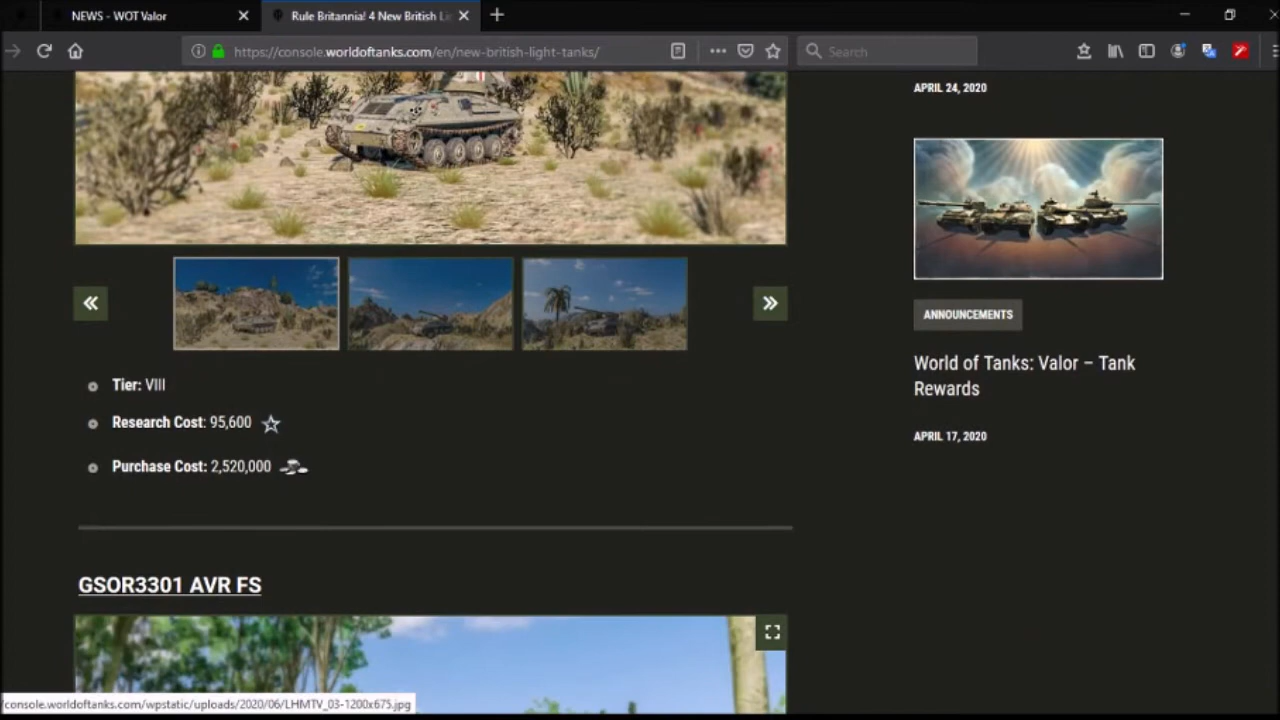 NEWS - WOT Valor
Rule Britannia! 4 New British Li
https://console.worldoftanks.com/en/new-british-light-tanks/
Search
APRIL 24, 2020
ANNOUNCEMENTS
World of Tanks: Valor – Tank
Rewards
APRIL 17, 2020
Tier: VIII
Research Cost: 95,600
Purchase Cost: 2,520,000
GSOR3301 AVR FS
console.worldoftanks.com/wpstatic/uploads/2020/06/LHMTV_03-1200x675.jpg